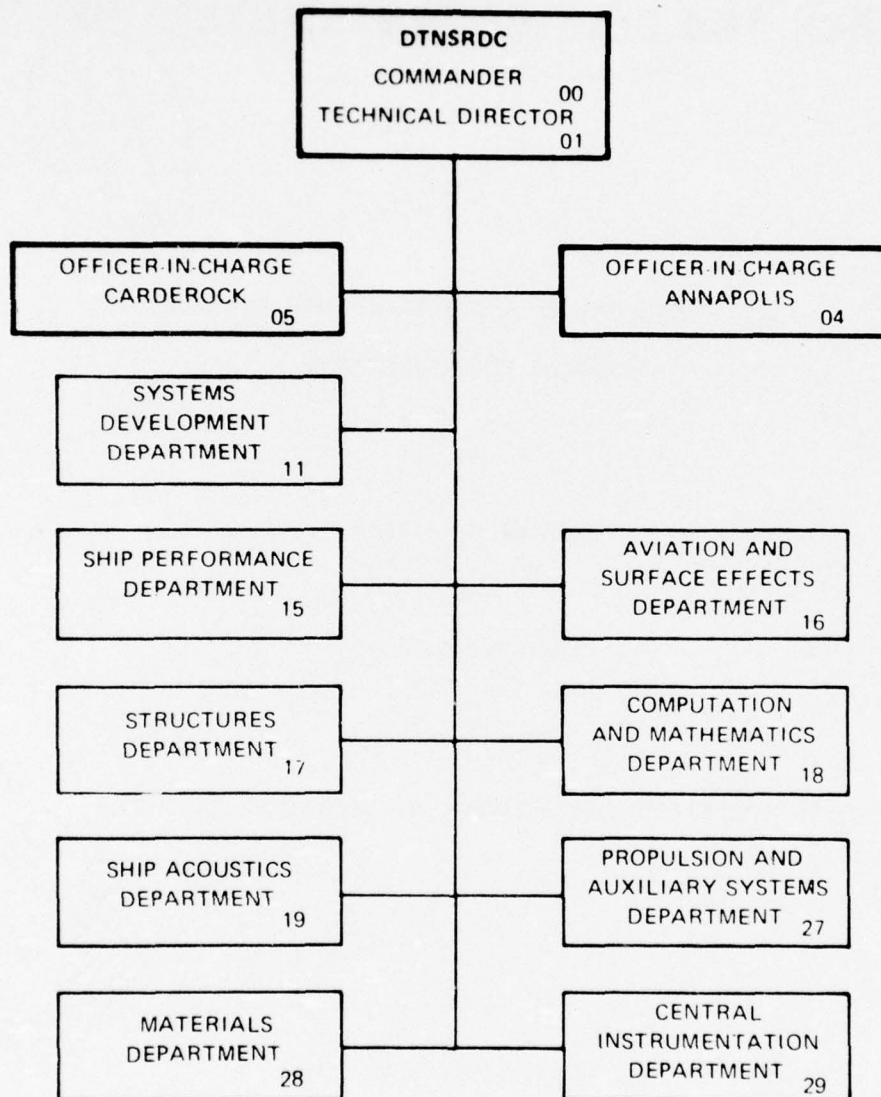 DTNSRDC
COMMANDER
00
TECHNICAL DIRECTOR
01
OFFICER-IN-CHARGE
CARDEROCK
05
OFFICER-IN-CHARGE
ANNAPOLIS
04
SYSTEMS
DEVELOPMENT
DEPARTMENT
11
SHIP PERFORMANCE
DEPARTMENT
15
AVIATION AND
SURFACE EFFECTS
DEPARTMENT
16
STRUCTURES
DEPARTMENT
17
COMPUTATION
AND MATHEMATICS
DEPARTMENT
18
SHIP ACOUSTICS
DEPARTMENT
19
PROPULSION AND
AUXILIARY SYSTEMS
DEPARTMENT
27
MATERIALS
DEPARTMENT
28
CENTRAL
INSTRUMENTATION
DEPARTMENT
29